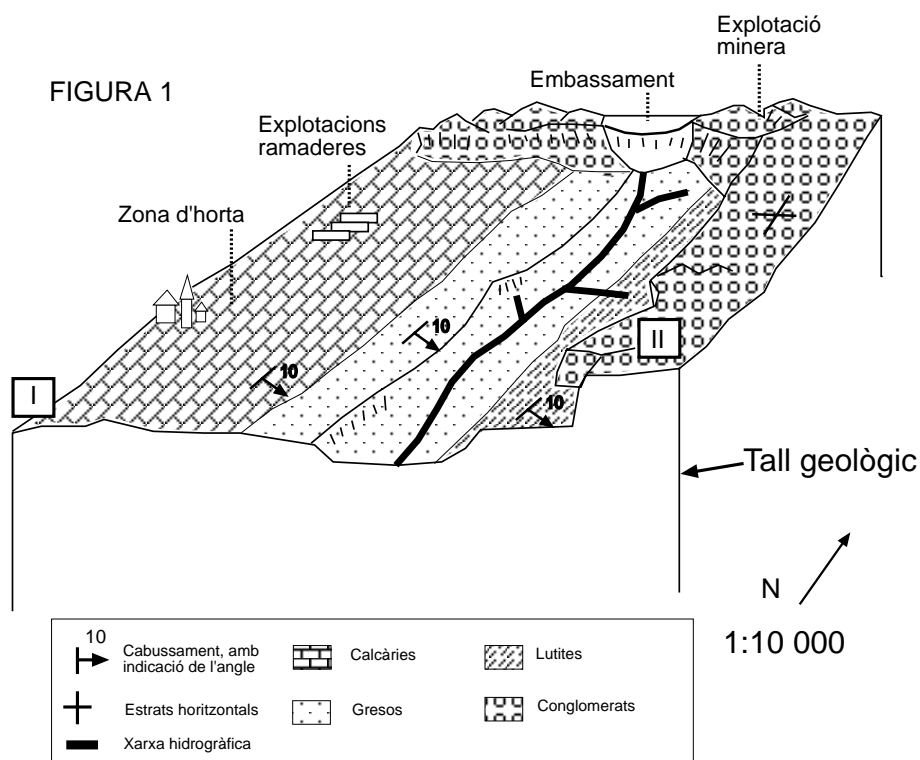 Explotació
minera
Embassament
FIGURA 1
Explotacions
ramaderes
Zona d'horta
10
10
10
I
II
Tall geològic
N
1:10 000
10
Cabussament, amb
indicació de l'angle
Calcàries
Lutites
Estrats horitzontals
Gresos
Conglomerats
Xarxa hidrogràfica